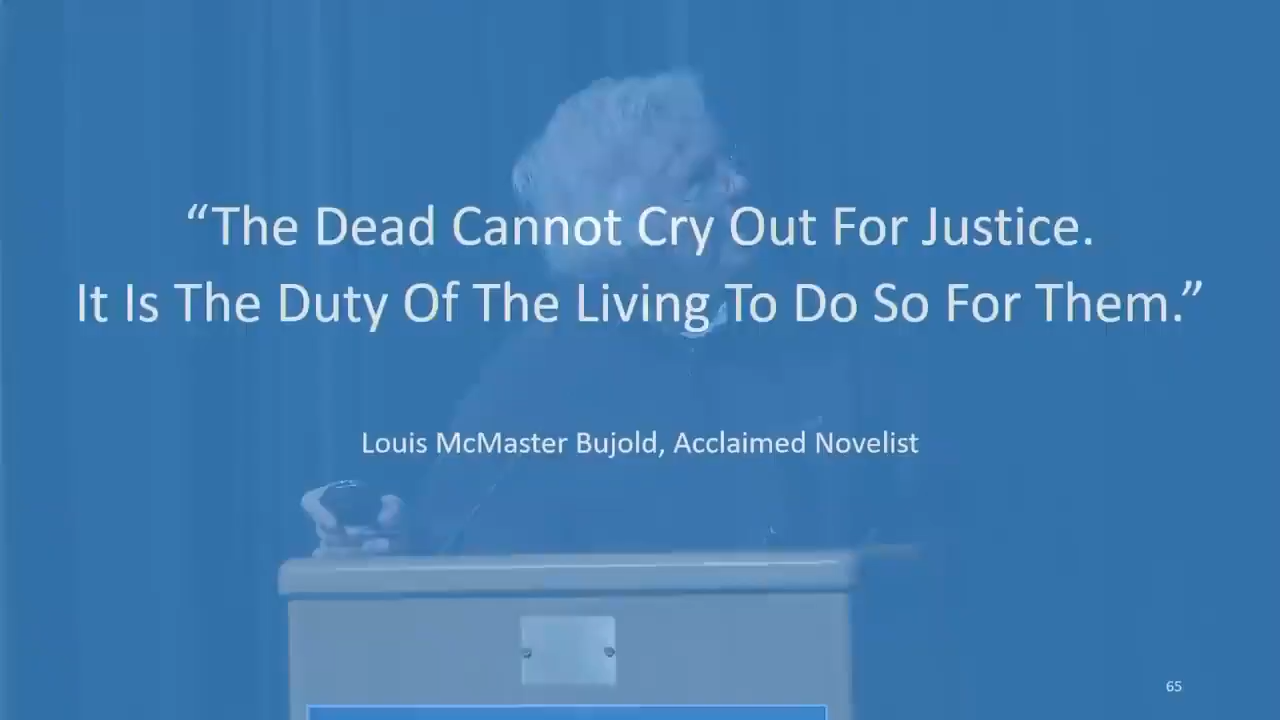 “The Dead Cannot Cry Out For Justice.
It Is The Duty Of The Living To Do So For Them.”
Louis McMaster Bujold, Acclaimed Novelist
65